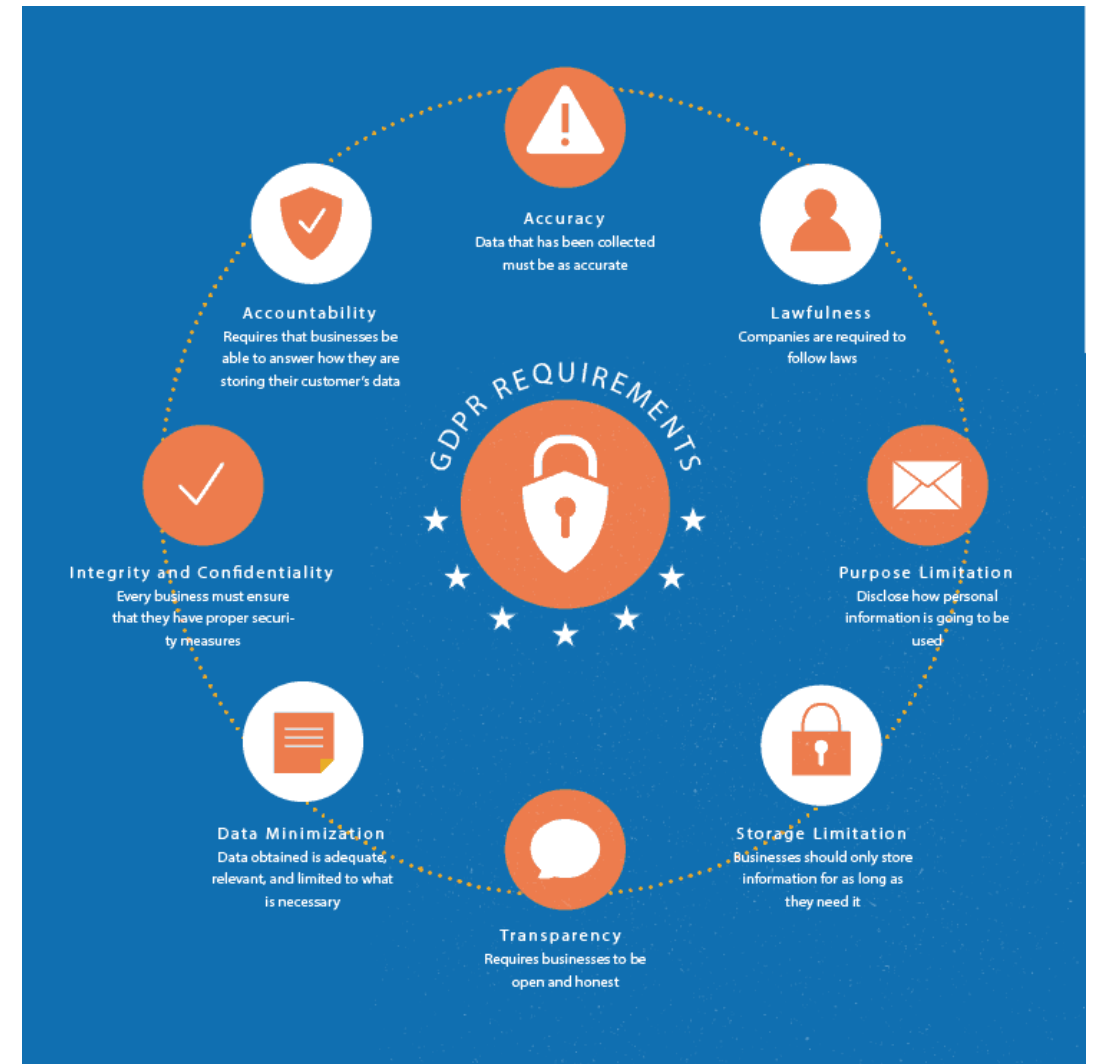 Accuracy
Data that has been collected
must be as accurate
Accountability
Requires that businesses be
able to answer how they are
storing their customer's data
Lawfulness
Companies are required to
follow laws
GDPR REQUIREMENTS
Integrity and Confidentiality
Every business must ensure
that they have proper securi-
ty measures
Purpose Limitation
Disclose how personal
information is going to be
used
Data Minimization
Data obtained is adequate,
relevant, and limited to what
is necessary
Storage Limitation
Businesses should only store
information for as long as
they need it
Transparency
Requires businesses to be
open and honest